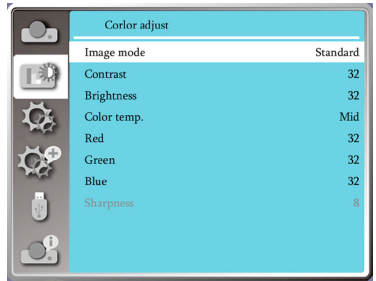 Corlor adjust
Image mode Standard
Contrast 32
Brightness 32
Color temp. Mid
Red 32
Green 32
Blue 32
Sharpness 8